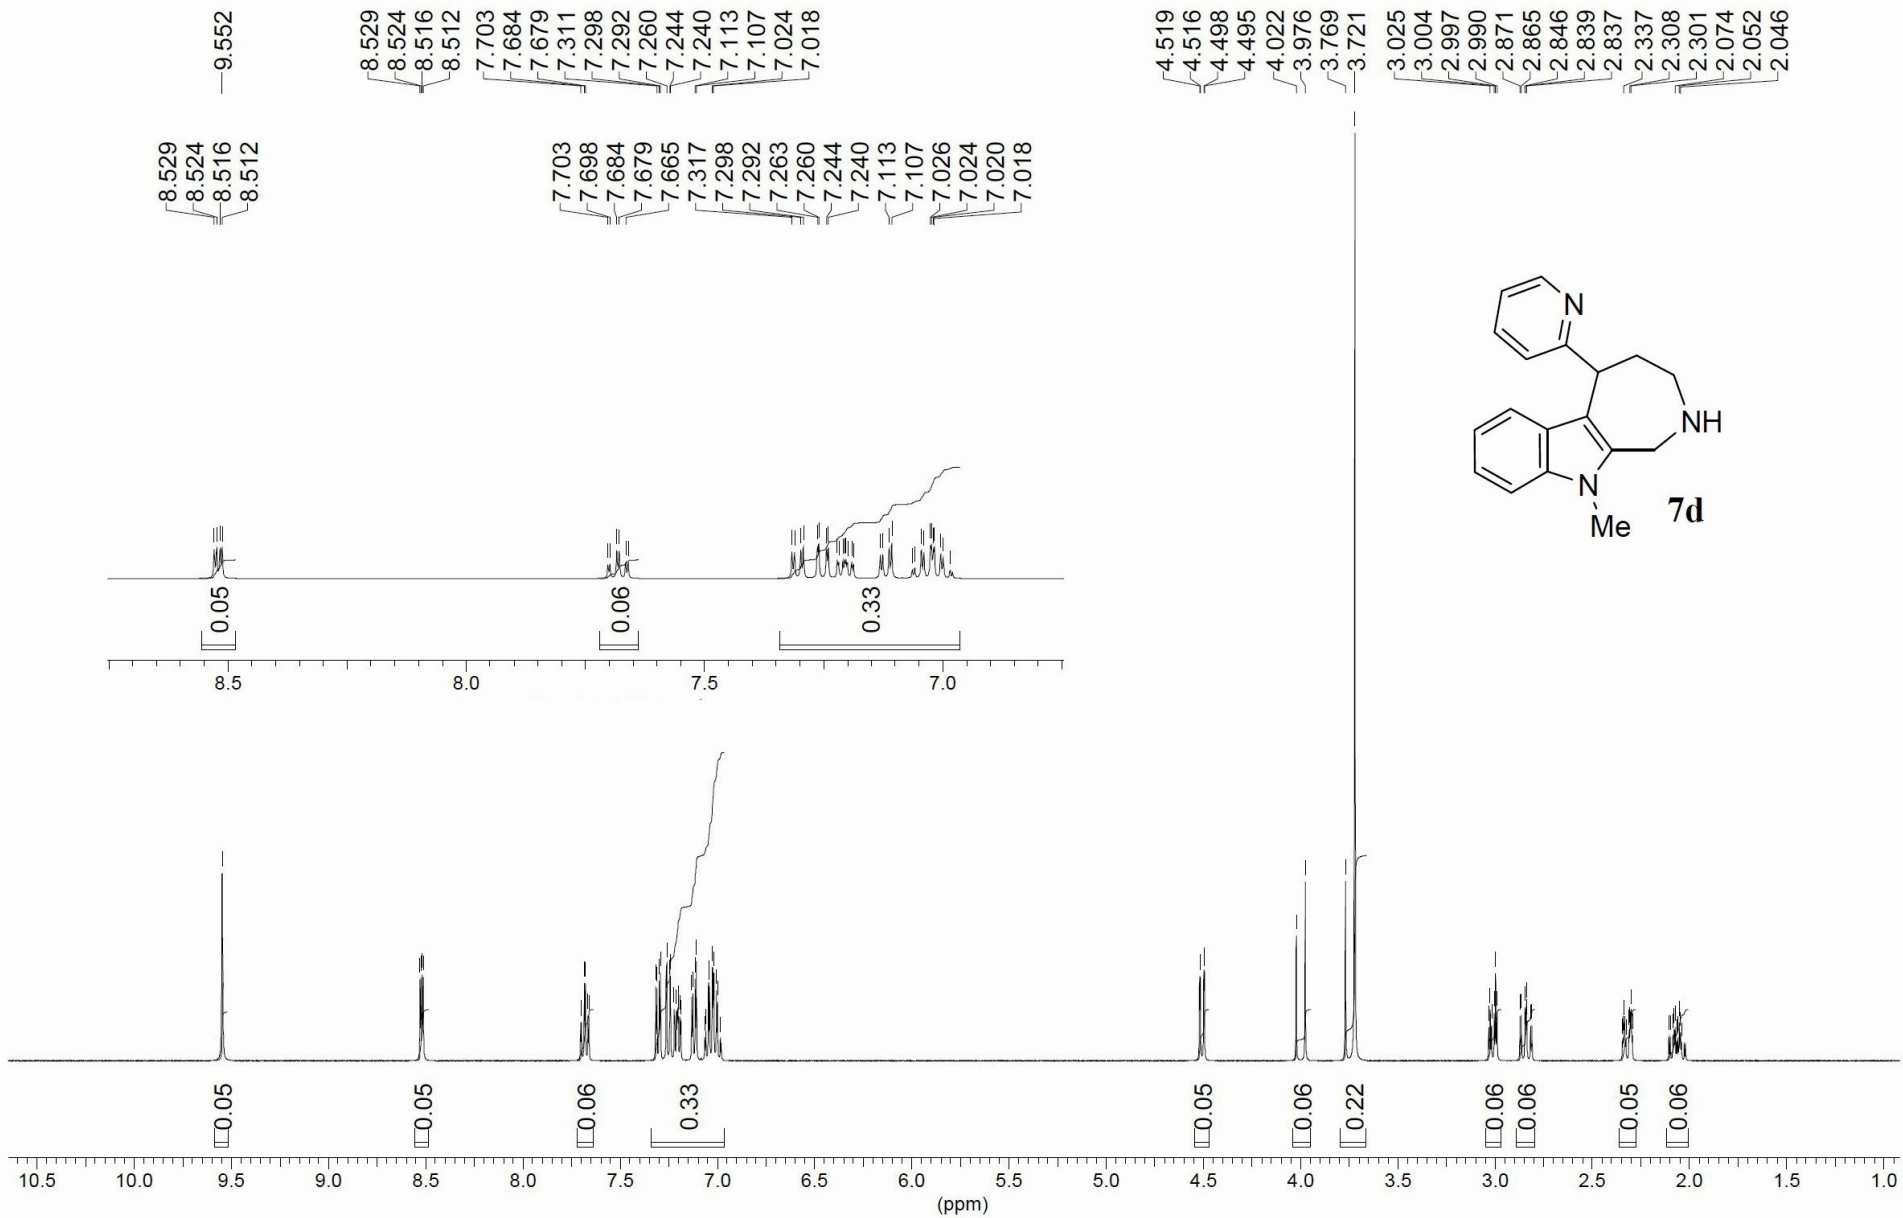 9.552 8.529 8.524 8.516 8.512 7.703 7.684 7.679 7.311 7.298 7.292 7.260 7.244 7.240 7.113 7.107 7.024 7.018 4.519 4.516 4.498 4.495 4.022 3.976 3.769 3.721 3.025 3.004 2.997 2.990 2.871 2.865 2.846 2.839 2.837 2.337 2.308 2.301 2.074 2.052 2.046
8.529 8.524 8.516 8.512 7.703 7.698 7.684 7.679 7.665 7.317 7.298 7.292 7.263 7.260 7.244 7.240 7.113 7.107 7.026 7.024 7.020 7.018
N
NH
N
Me
7d
0.05 0.06 0.33
8.5 8.0 7.5 7.0
0.05 0.05 0.06 0.33 0.05 0.06 0.22 0.06 0.06 0.05 0.06
10.5 10.0 9.5 9.0 8.5 8.0 7.5 7.0 6.5 6.0 5.5 5.0 4.5 4.0 3.5 3.0 2.5 2.0 1.5 1.0
(ppm)